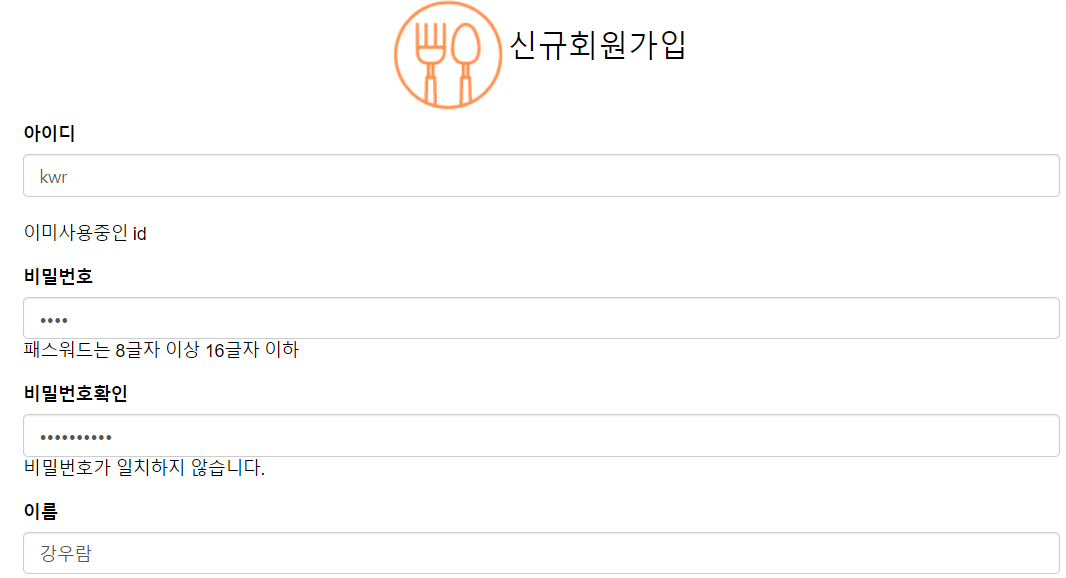 신규회원가입
아이디
kwr
이미사용중인 id
비밀번호
••••
패스워드는 8글자 이상 16글자 이하
비밀번호확인
••••••••••
비밀번호가 일치하지 않습니다.
이름
강우람